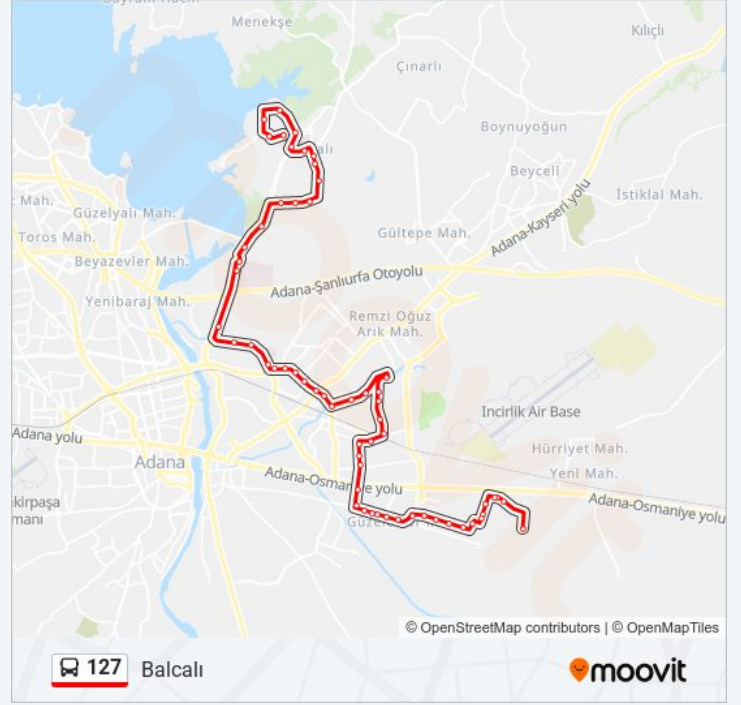 Menekşe
Kılıçlı
Çınarlı
Boynuyoğun
Beyceli
İstiklal Mah.
Mah.
Güzelyalı Mah.
Toros Mah.
Gültepe Mah.
Adana-Kayseri yolu
Beyazevler Mah.
Adana-Şanlıurfa Otoyolu
Yenibaraj Mah.
Remzi Oğuz
Arık Mah.
Incirlik Air Base
Adana yolu
Hürriyet Mah.
Adana
Yeni Mah.
Adana-Osmaniye yolu
Adana-Osmaniye yolu
© OpenStreetMap contributors | © OpenMapTiles
127 Balcalı
moovit